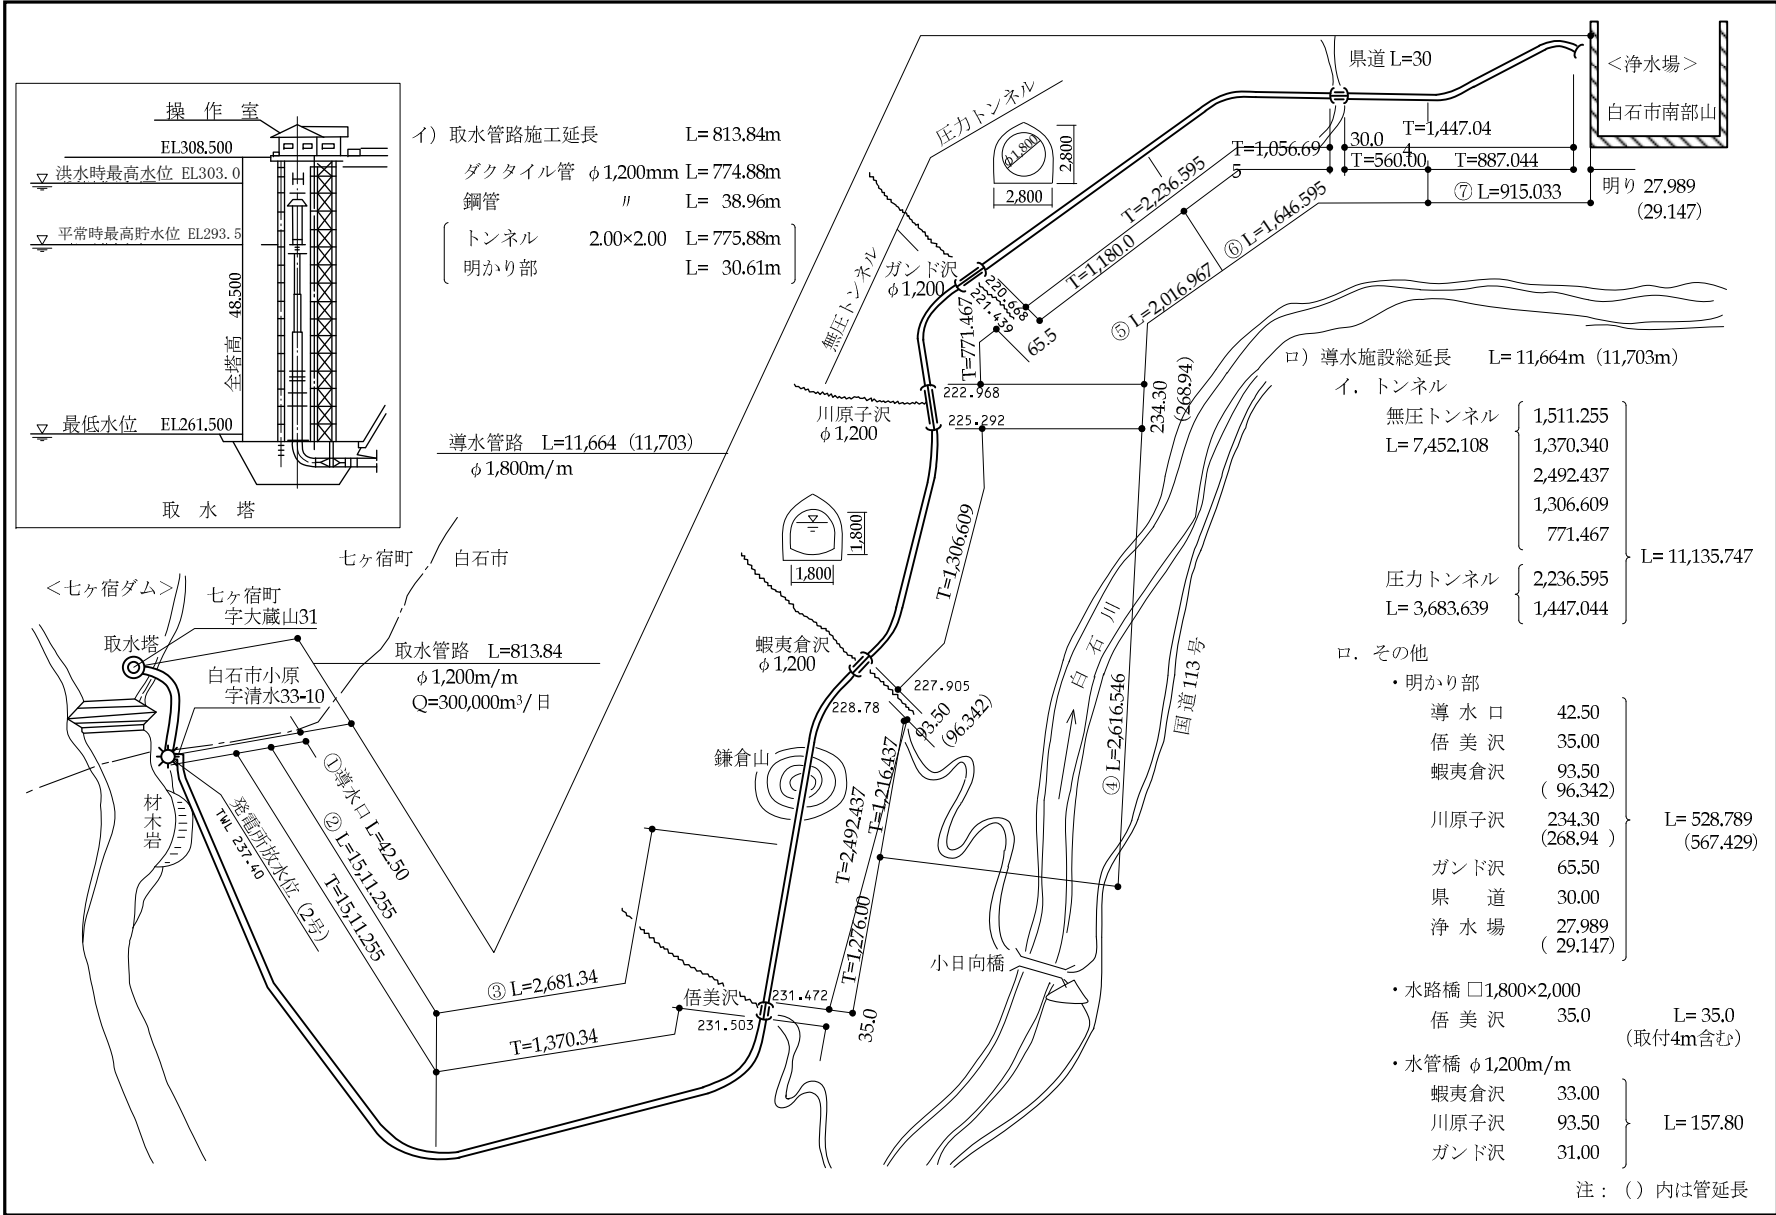 操 作 室
EL308.500
洪水時最高水位 EL303.0
平常時最高貯水位 EL293.5
全塔高 48.500
最低水位 EL261.500
取 水 塔
イ）取水管路施工延長 L= 813.84m
ダクタイル管 φ1,200mm L= 774.88m
鋼管 〃 L= 38.96m
トンネル 2.00×2.00 L= 775.88m
明かり部 L= 30.61m
導水管路 L=11,664（11,703）
φ1,800m/m
七ヶ宿町 白石市
＜七ヶ宿ダム＞
七ヶ宿町
字大蔵山31
取水塔
取水管路 L=813.84
φ1,200m/m
Q=300,000m³/日
白石市小原
字清水33-10
材木岩
発電所放水位（2号）
TWL 237.40
①導水口 L=42.50
② L=15,11.255
T=15,11.255
③ L=2,681.34
T=1,370.34
悟美沢
231.472
231.503
35.0
T=1,276.00
T=2,492.437
T=1,216.437
鎌倉山
228.78
227.905
93.50
(96.342)
蝦夷倉沢
φ1,200
1,800
1,800
T=1,306.609
川原子沢
φ1,200
222.968
225.292
234.30
(268.94)
④ L=2,616.546
無圧トンネル
圧力トンネル
ガンド沢
φ1,200
220.668
221.439
65.5
T=771.467
φ1,800
2,800
2,800
T=2,236.595
T=1,180.0
⑤ L=2,016.967
⑥ L=1,646.595
T=1,056.69
5
県道 L=30
30.0
T=1,447.04
4
T=560.00
T=887.044
⑦ L=915.033
＜浄水場＞
白石市南部山
明り 27.989
(29.147)
白石川
国道113号
小日向橋
ロ）導水施設総延長 L= 11,664m（11,703m）
イ．トンネル
無圧トンネル 1,511.255
L= 7,452.108 1,370.340
2,492.437
1,306.609
771.467
L= 11,135.747
圧力トンネル 2,236.595
L= 3,683.639 1,447.044
ロ．その他
・明かり部
導 水 口 42.50
悟 美 沢 35.00
蝦夷倉沢 93.50
( 96.342)
川原子沢 234.30 L= 528.789
(268.94 ) (567.429)
ガンド沢 65.50
県 道 30.00
浄 水 場 27.989
( 29.147)
・水路橋 □1,800×2,000
悟 美 沢 35.0 L= 35.0
（取付4m含む）
・水管橋 φ1,200m/m
蝦夷倉沢 33.00
川原子沢 93.50 L= 157.80
ガンド沢 31.00
注：（）内は管延長